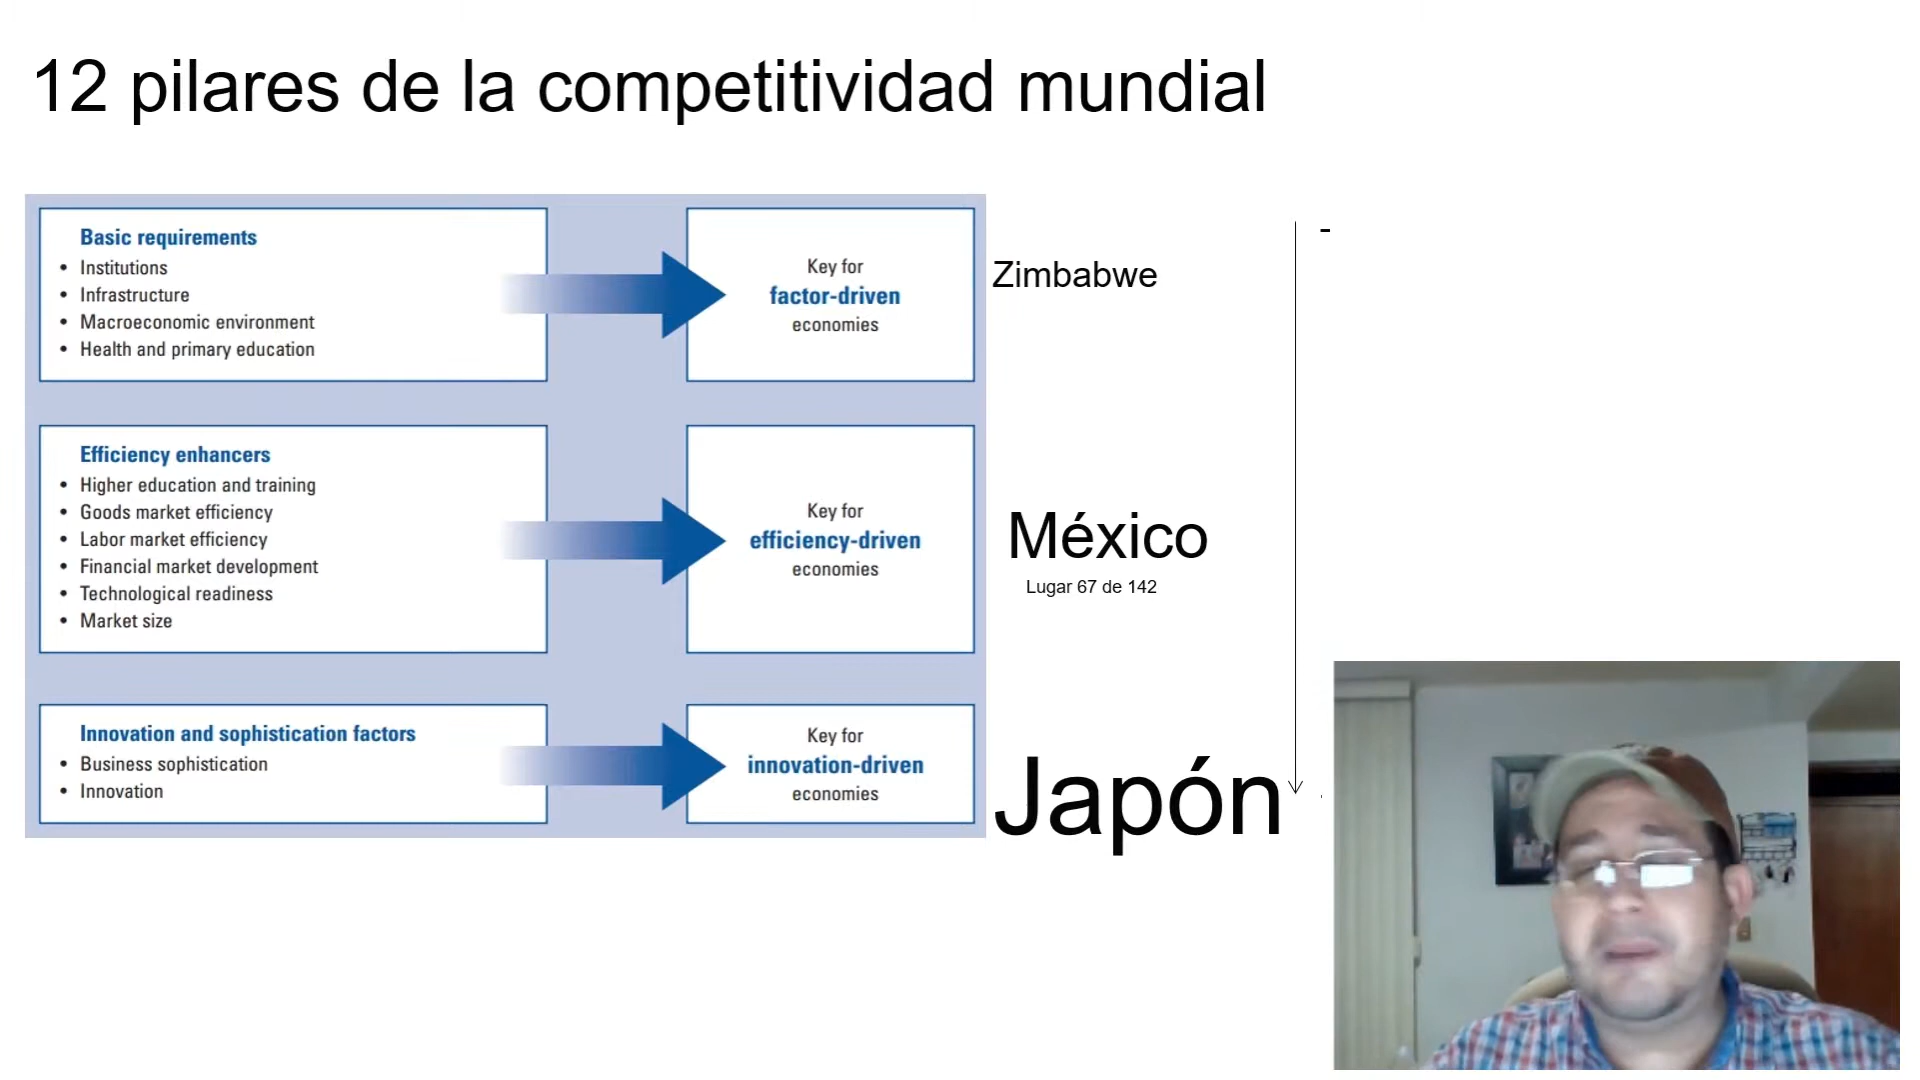 12 pilares de la competitividad mundial
Basic requirements
• Institutions
• Infrastructure
• Macroeconomic environment
• Health and primary education
Key for
factor-driven
economies
Zimbabwe
-
Efficiency enhancers
• Higher education and training
• Goods market efficiency
• Labor market efficiency
• Financial market development
• Technological readiness
• Market size
Key for
efficiency-driven
economies
México
Lugar 67 de 142
Innovation and sophistication factors
• Business sophistication
• Innovation
Key for
innovation-driven
economies
Japón